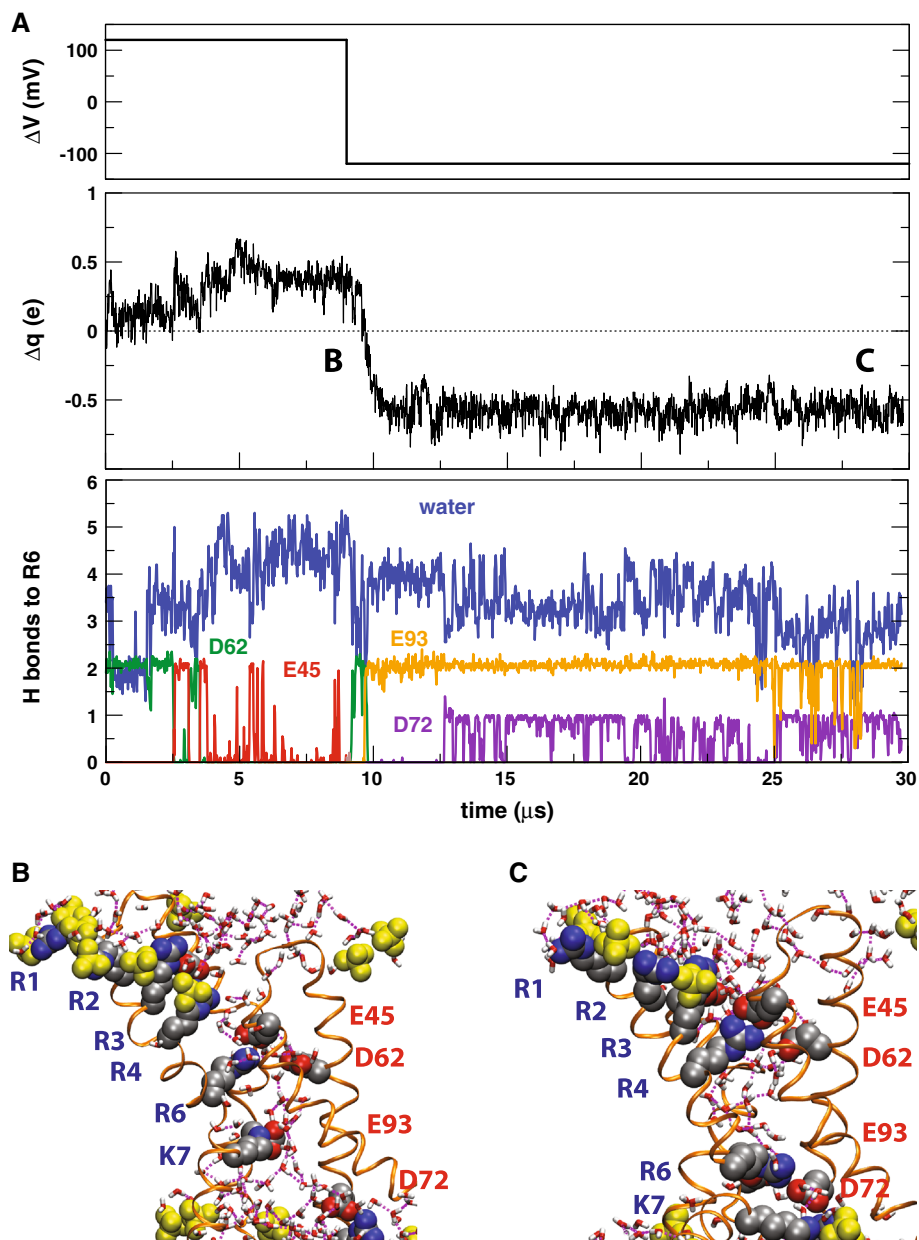 A
ΔV (mV)
100
0
-100
Δq (e)
1
0.5
0
-0.5
B
C
H bonds to R6
6
5
4
3
2
1
0
water
D62
E45
E93
D72
0
5
10
15
20
25
30
time (μs)
B
R1
R2
R3
R4
R6
K7
E45
D62
E93
D72
C
R1
R2
R3
R4
R6
K7
E45
D62
E93
D72